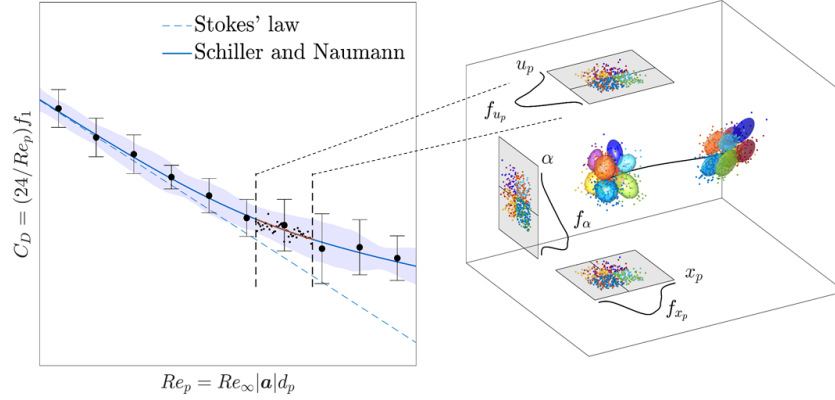 Stokes' law
Schiller and Naumann
C_D = (24/Re_p)f_1
Re_p = Re_∞|a|d_p
u_p
f_{u_p}
α
f_α
x_p
f_{x_p}